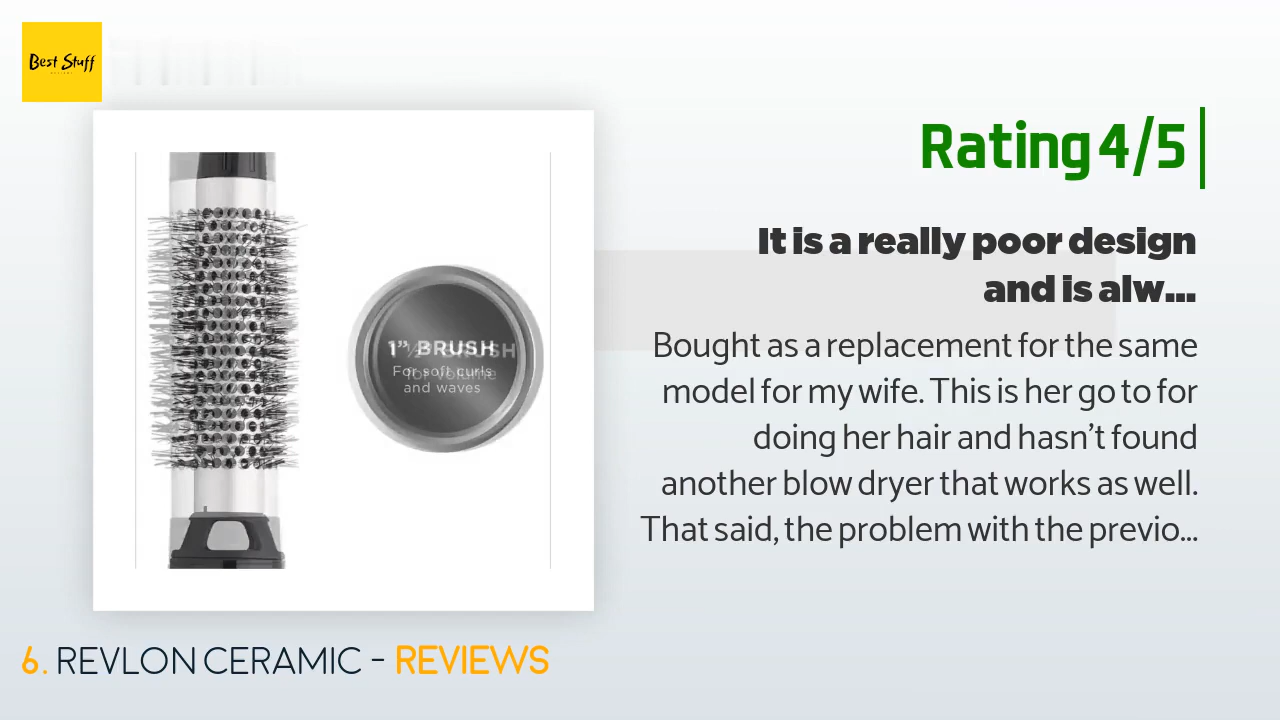 Best Stuff
Rating 4/5
It is a really poor design
and is alw...
Bought as a replacement for the same
model for my wife. This is her go to for
doing her hair and hasn't found
another blow dryer that works as well.
That said, the problem with the previo...
1" BRUSH
For soft curls
and waves
6. REVLON CERAMIC - REVIEWS